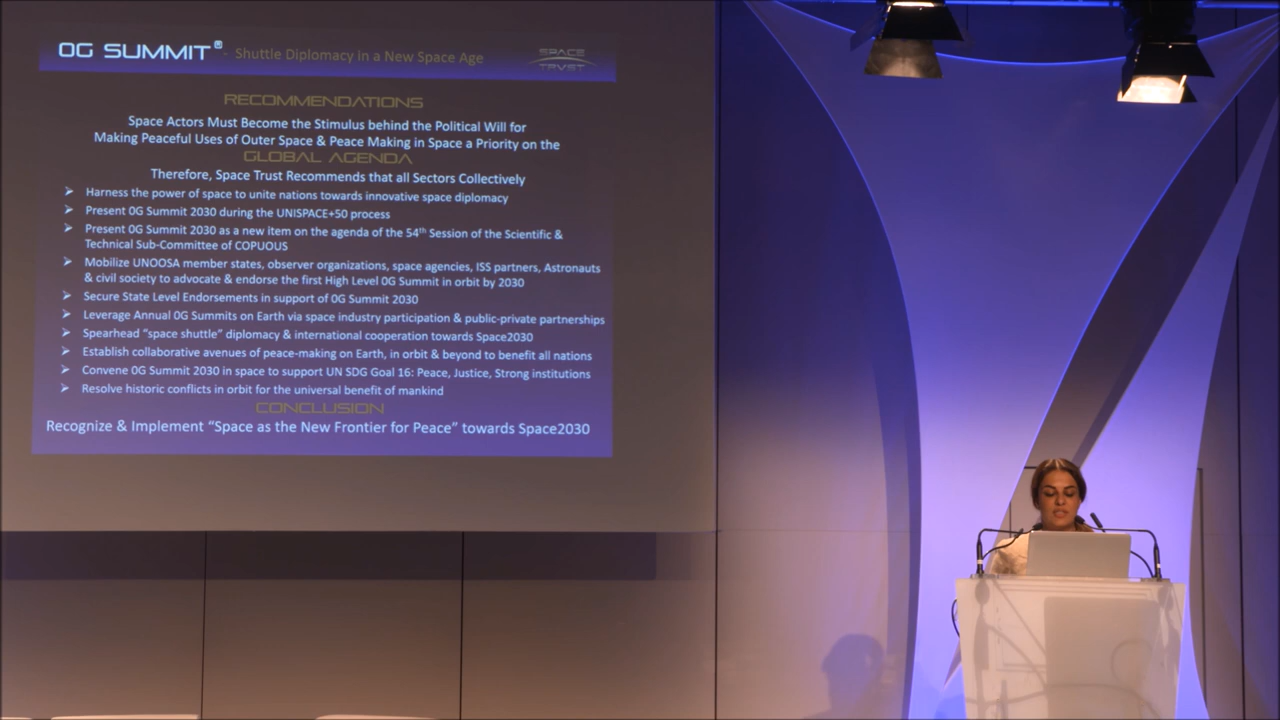 0G SUMMIT® - Shuttle Diplomacy in a New Space Age
SPACE
TRVST
RECOMMENDATIONS
Space Actors Must Become the Stimulus behind the Political Will for
Making Peaceful Uses of Outer Space & Peace Making in Space a Priority on the
GLOBAL AGENDA
Therefore, Space Trust Recommends that all Sectors Collectively
➢ Harness the power of space to unite nations towards innovative space diplomacy
➢ Present 0G Summit 2030 during the UNISPACE+50 process
➢ Present 0G Summit 2030 as a new item on the agenda of the 54th Session of the Scientific &
Technical Sub-Committee of COPUOUS
➢ Mobilize UNOOSA member states, observer organizations, space agencies, ISS partners, Astronauts
& civil society to advocate & endorse the first High Level 0G Summit in orbit by 2030
➢ Secure State Level Endorsements in support of 0G Summit 2030
➢ Leverage Annual 0G Summits on Earth via space industry participation & public-private partnerships
➢ Spearhead “space shuttle” diplomacy & international cooperation towards Space2030
➢ Establish collaborative avenues of peace-making on Earth, in orbit & beyond to benefit all nations
➢ Convene 0G Summit 2030 in space to support UN SDG Goal 16: Peace, Justice, Strong institutions
➢ Resolve historic conflicts in orbit for the universal benefit of mankind
CONCLUSION
Recognize & Implement “Space as the New Frontier for Peace” towards Space2030